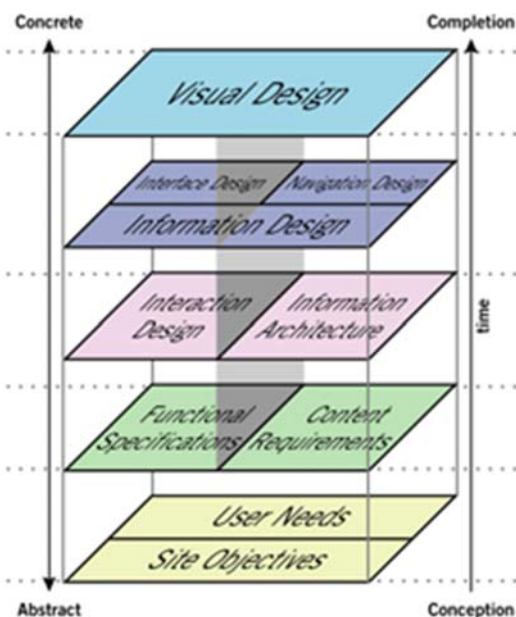 Concrete
Completion
Visual Design
Interface Design
Navigation Design
Information Design
Interaction
Design
Information
Architecture
time
Functional
Specifications
Content
Requirements
User Needs
Site Objectives
Abstract
Conception